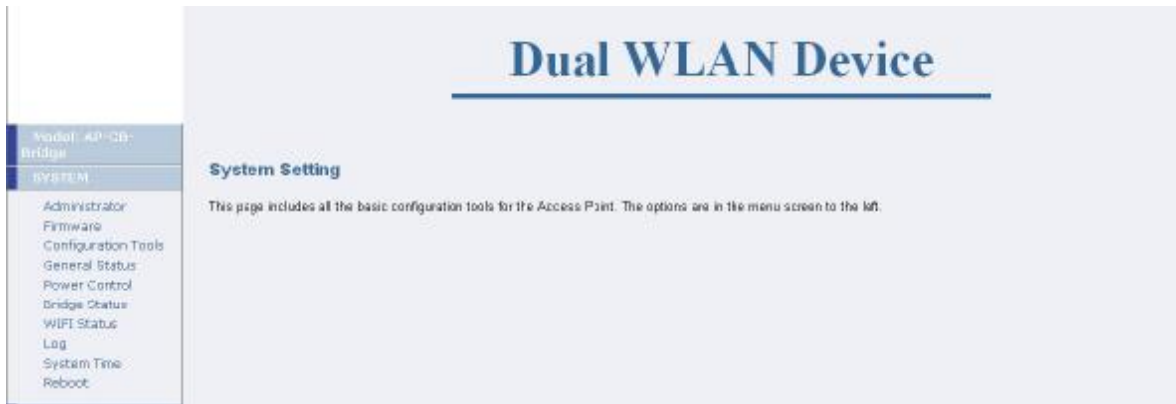 Dual WLAN Device
Model: AP-CB-
Bridge
SYSTEM
Administrator
Firmware
Configuration Tools
General Status
Power Control
Bridge Status
WIFI Status
Log
System Time
Reboot
System Setting
This page includes all the basic configuration tools for the Access Point. The options are in the menu screen to the left.